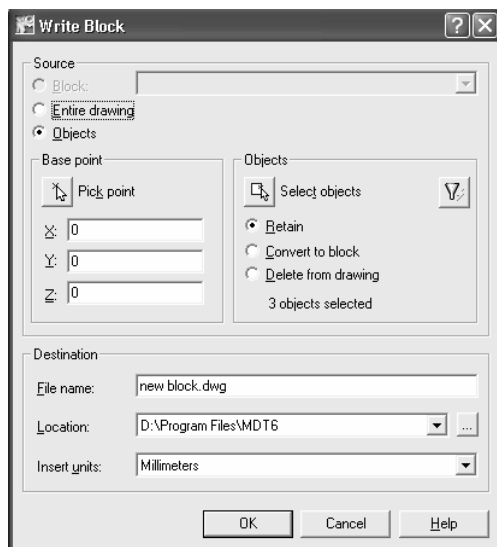 Write Block
Source
Block:
Entire drawing
Objects
Base point
Pick point
X: 0
Y: 0
Z: 0
Objects
Select objects
Retain
Convert to block
Delete from drawing
3 objects selected
Destination
File name: new block.dwg
Location: D:\Program Files\MDT6 ...
Insert units: Millimeters
OK Cancel Help